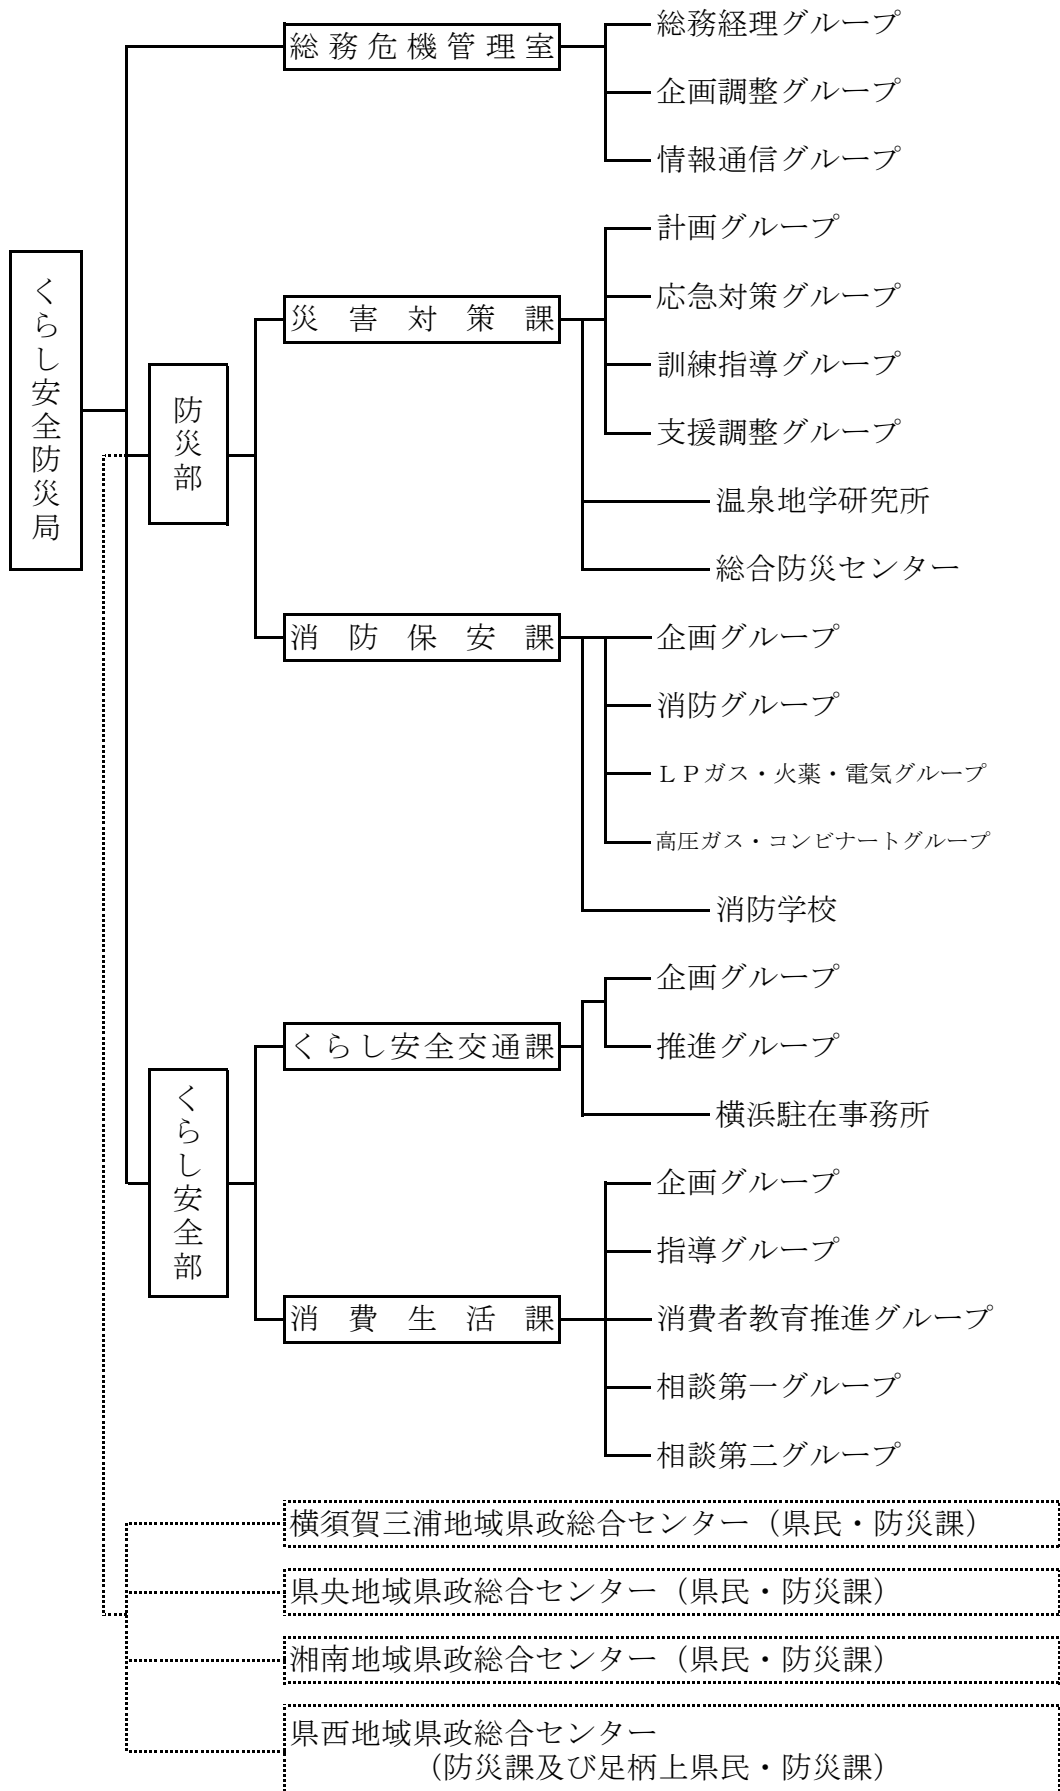 総務危機管理室
総務経理グループ
企画調整グループ
情報通信グループ
くらし安全防災局
防災部
災害対策課
計画グループ
応急対策グループ
訓練指導グループ
支援調整グループ
温泉地学研究所
総合防災センター
消防保安課
企画グループ
消防グループ
ＬＰガス・火薬・電気グループ
高圧ガス・コンビナートグループ
消防学校
くらし安全部
くらし安全交通課
企画グループ
推進グループ
横浜駐在事務所
消費生活課
企画グループ
指導グループ
消費者教育推進グループ
相談第一グループ
相談第二グループ
横須賀三浦地域県政総合センター（県民・防災課）
県央地域県政総合センター（県民・防災課）
湘南地域県政総合センター（県民・防災課）
県西地域県政総合センター
（防災課及び足柄上県民・防災課）